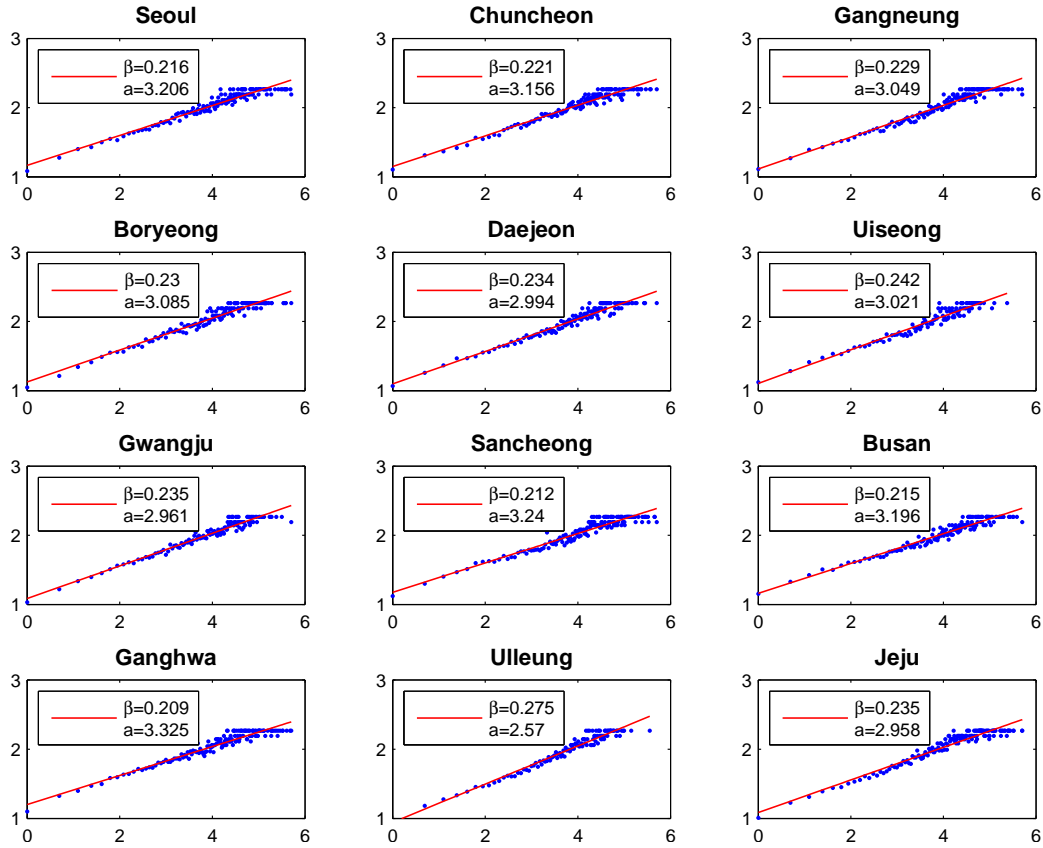 Seoul
3
2
1
0 2 4 6
β=0.216
a=3.206
Chuncheon
3
2
1
0 2 4 6
β=0.221
a=3.156
Gangneung
3
2
1
0 2 4 6
β=0.229
a=3.049
Boryeong
3
2
1
0 2 4 6
β=0.23
a=3.085
Daejeon
3
2
1
0 2 4 6
β=0.234
a=2.994
Uiseong
3
2
1
0 2 4 6
β=0.242
a=3.021
Gwangju
3
2
1
0 2 4 6
β=0.235
a=2.961
Sancheong
3
2
1
0 2 4 6
β=0.212
a=3.24
Busan
3
2
1
0 2 4 6
β=0.215
a=3.196
Ganghwa
3
2
1
0 2 4 6
β=0.209
a=3.325
Ulleung
3
2
1
0 2 4 6
β=0.275
a=2.57
Jeju
3
2
1
0 2 4 6
β=0.235
a=2.958